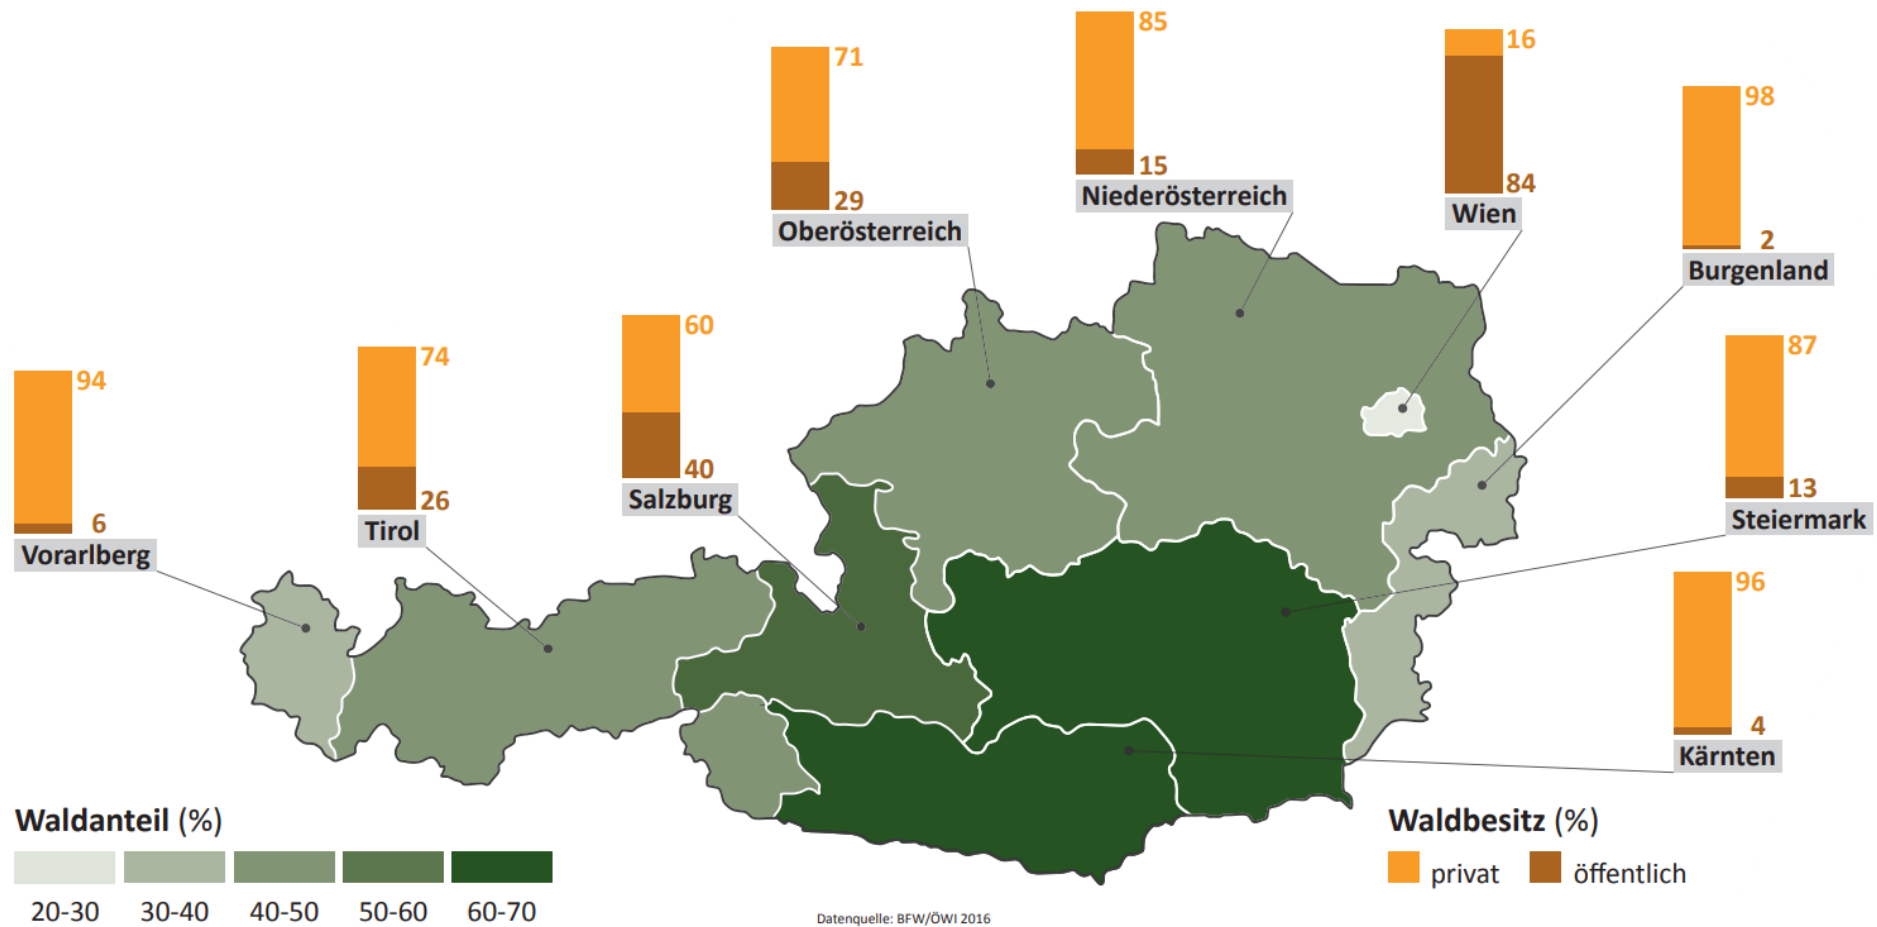 85
15
Niederösterreich
16
84
Wien
71
29
Oberösterreich
98
2
Burgenland
60
40
Salzburg
87
13
Steiermark
74
26
Tirol
94
6
Vorarlberg
96
4
Kärnten
Waldanteil (%)
20-30 30-40 40-50 50-60 60-70
Waldbesitz (%)
privat öffentlich
Datenquelle: BFW/ÖWI 2016